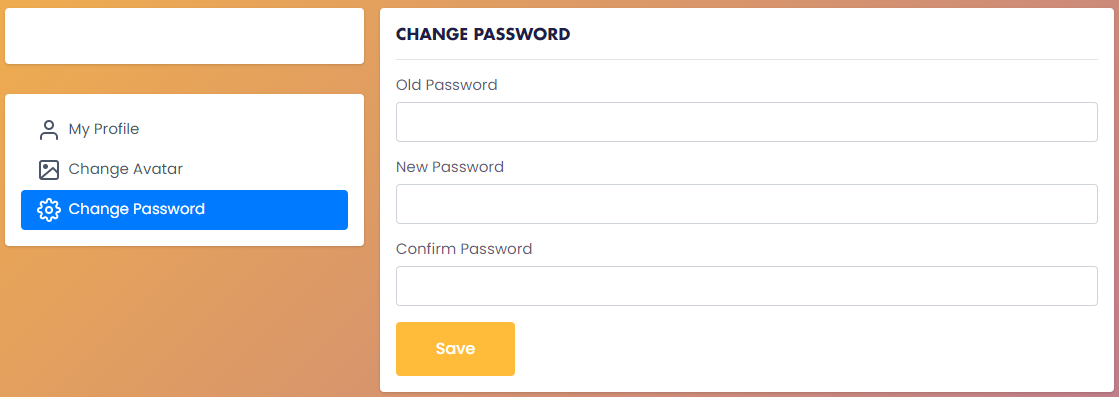 My Profile
Change Avatar
Change Password
CHANGE PASSWORD
Old Password
New Password
Confirm Password
Save